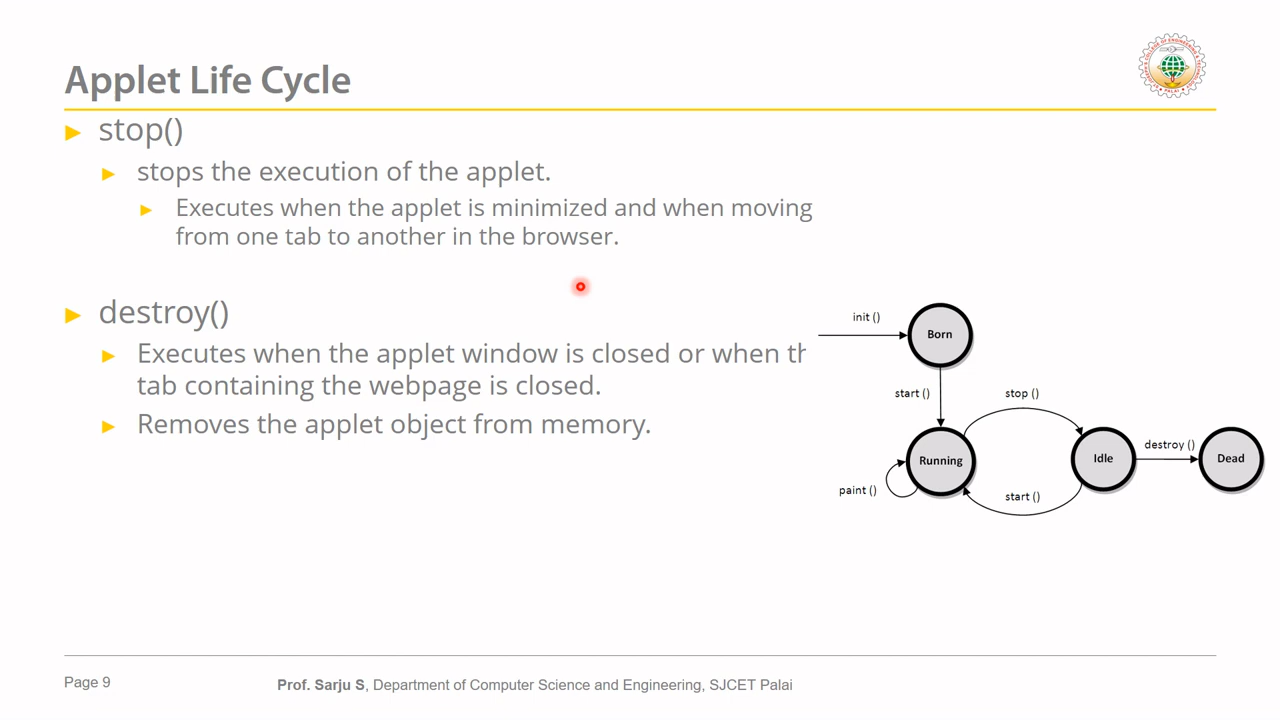 Applet Life Cycle
stop()
stops the execution of the applet.
Executes when the applet is minimized and when moving
from one tab to another in the browser.
destroy()
Executes when the applet window is closed or when th
tab containing the webpage is closed.
Removes the applet object from memory.
init ()
Born
start ()
stop ()
Running
Idle
destroy ()
Dead
paint ()
start ()
Page 9
Prof. Sarju S, Department of Computer Science and Engineering, SJCET Palai